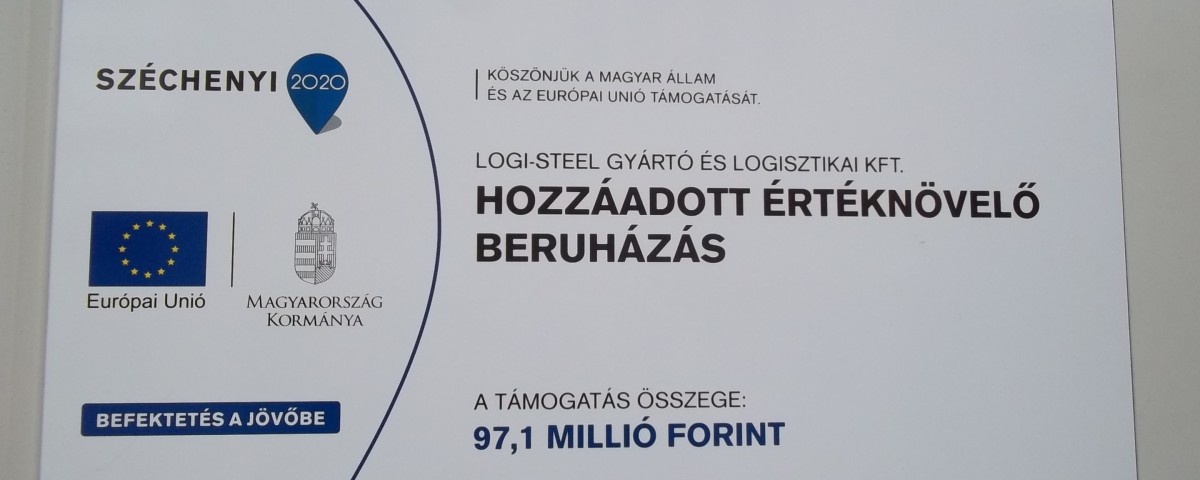 SZÉCHENYI 2020
Európai Unió
MAGYARORSZÁG
KORMÁNYA
BEFEKTETÉS A JÖVŐBE
KÖSZÖNJÜK A MAGYAR ÁLLAM
ÉS AZ EURÓPAI UNIÓ TÁMOGATÁSÁT.
LOGI-STEEL GYÁRTÓ ÉS LOGISZTIKAI KFT.
HOZZÁADOTT ÉRTÉKNÖVELŐ
BERUHÁZÁS
A TÁMOGATÁS ÖSSZEGE:
97,1 MILLIÓ FORINT